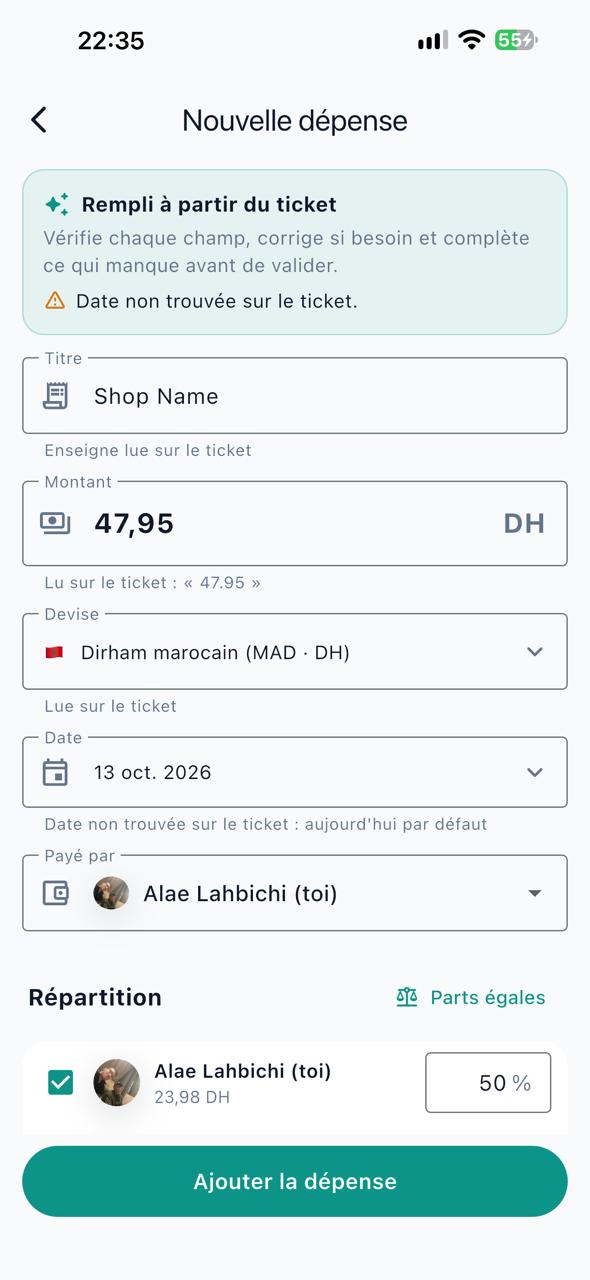 22:35
55
Nouvelle dépense
Rempli à partir du ticket
Vérifie chaque champ, corrige si besoin et complète
ce qui manque avant de valider.
Date non trouvée sur le ticket.
Titre
Shop Name
Enseigne lue sur le ticket
Montant
47,95 DH
Lu sur le ticket : « 47.95 »
Devise
Dirham marocain (MAD · DH)
Lue sur le ticket
Date
13 oct. 2026
Date non trouvée sur le ticket : aujourd'hui par défaut
Payé par
Alae Lahbichi (toi)
Répartition
Parts égales
Alae Lahbichi (toi)
23,98 DH
50 %
Ajouter la dépense